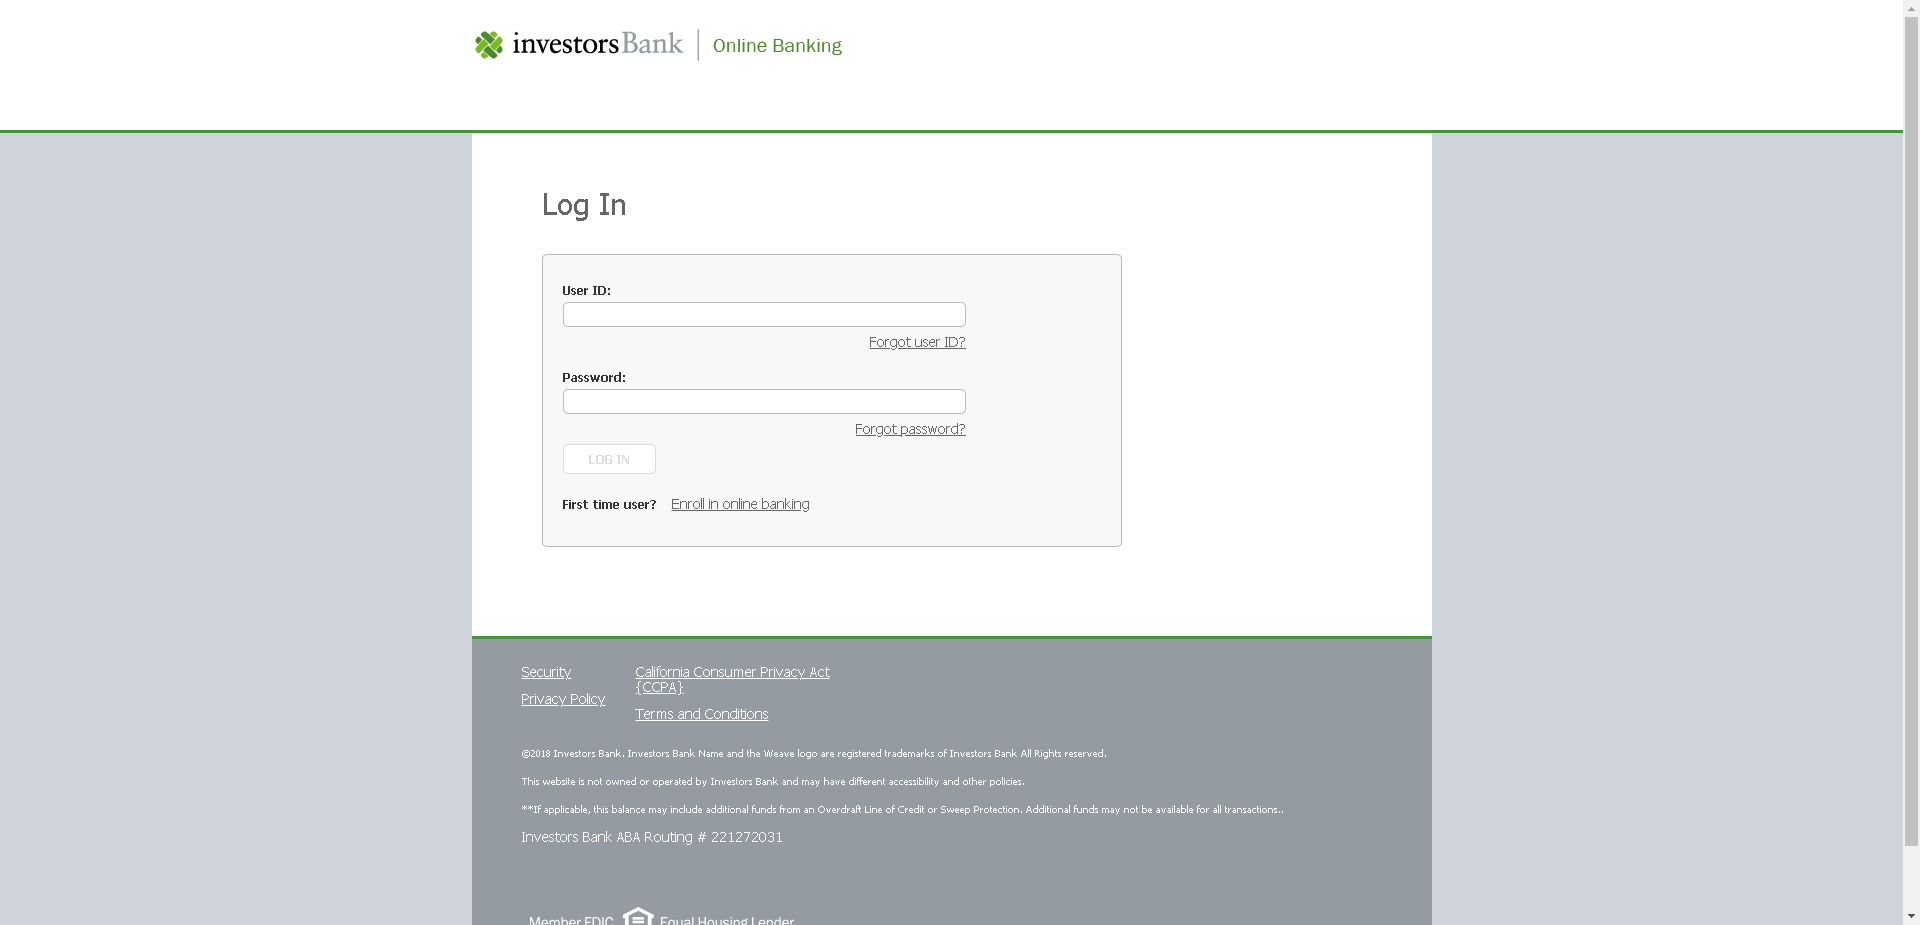 investorsBank Online Banking
Log In
User ID:
Forgot user ID?
Password:
Forgot password?
LOG IN
First time user? Enroll in online banking
Security
Privacy Policy
California Consumer Privacy Act
{CCPA}
Terms and Conditions
©2018 Investors Bank. Investors Bank Name and the Weave logo are registered trademarks of Investors Bank All Rights reserved.
This website is not owned or operated by Investors Bank and may have different accessibility and other policies.
**If applicable, this balance may include additional funds from an Overdraft Line of Credit or Sweep Protection. Additional funds may not be available for all transactions..
Investors Bank ABA Routing # 221272031
Member FDIC Equal Housing Lender